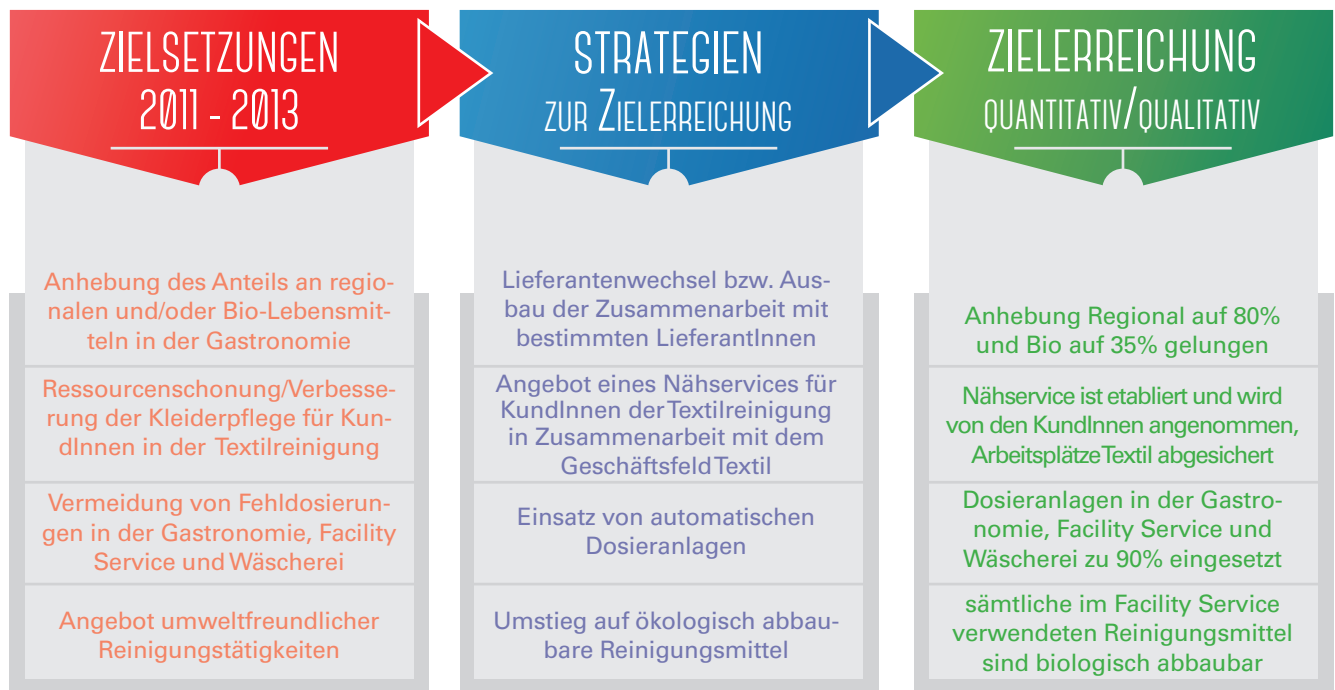 ZIELSETZUNGEN
2011 - 2013
STRATEGIEN
ZUR ZIELERREICHUNG
ZIELERREICHUNG
QUANTITATIV/QUALITATIV
Anhebung des Anteils an regio-
nalen und/oder Bio-Lebensmit-
teln in der Gastronomie
Lieferantenwechsel bzw. Aus-
bau der Zusammenarbeit mit
bestimmten LieferantInnen
Anhebung Regional auf 80%
und Bio auf 35% gelungen
Ressourcenschonung/Verbesse-
rung der Kleiderpflege für Kun-
dInnen in der Textilreinigung
Angebot eines Nähservices für
KundInnen der Textilreinigung
in Zusammenarbeit mit dem
Geschäftsfeld Textil
Nähservice ist etabliert und wird
von den KundInnen angenommen,
Arbeitsplätze Textil abgesichert
Vermeidung von Fehldosierun-
gen in der Gastronomie, Facility
Service und Wäscherei
Einsatz von automatischen
Dosieranlagen
Dosieranlagen in der Gastro-
nomie, Facility Service und
Wäscherei zu 90% eingesetzt
Angebot umweltfreundlicher
Reinigungstätigkeiten
Umstieg auf ökologisch abbau-
bare Reinigungsmittel
sämtliche im Facility Service
verwendeten Reinigungsmittel
sind biologisch abbaubar